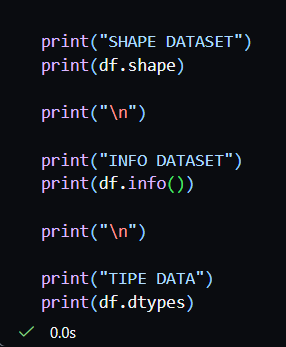 print("SHAPE DATASET")
print(df.shape)
print("\n")
print("INFO DATASET")
print(df.info())
print("\n")
print("TIPE DATA")
print(df.dtypes)
0.0s